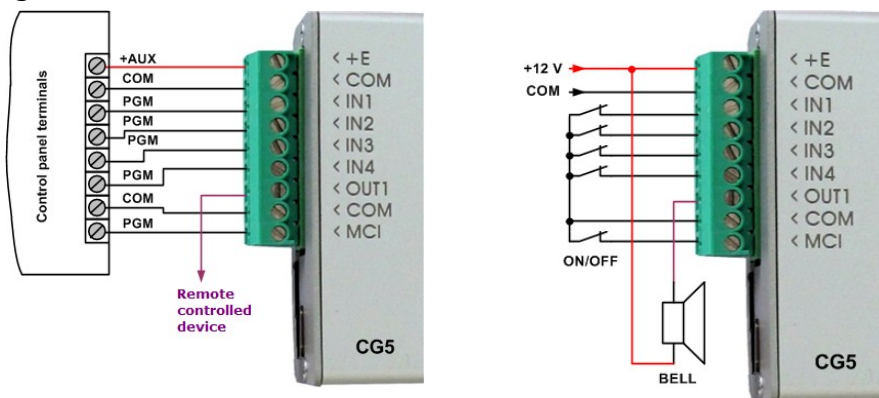 Control panel terminals
+AUX
COM
PGM
PGM
PGM
PGM
COM
PGM
Remote
controlled
device
< +E
< COM
< IN1
< IN2
< IN3
< IN4
< OUT1
< COM
< MCI
CG5
+12 V
COM
ON/OFF
BELL
< +E
< COM
< IN1
< IN2
< IN3
< IN4
< OUT1
< COM
< MCI
CG5